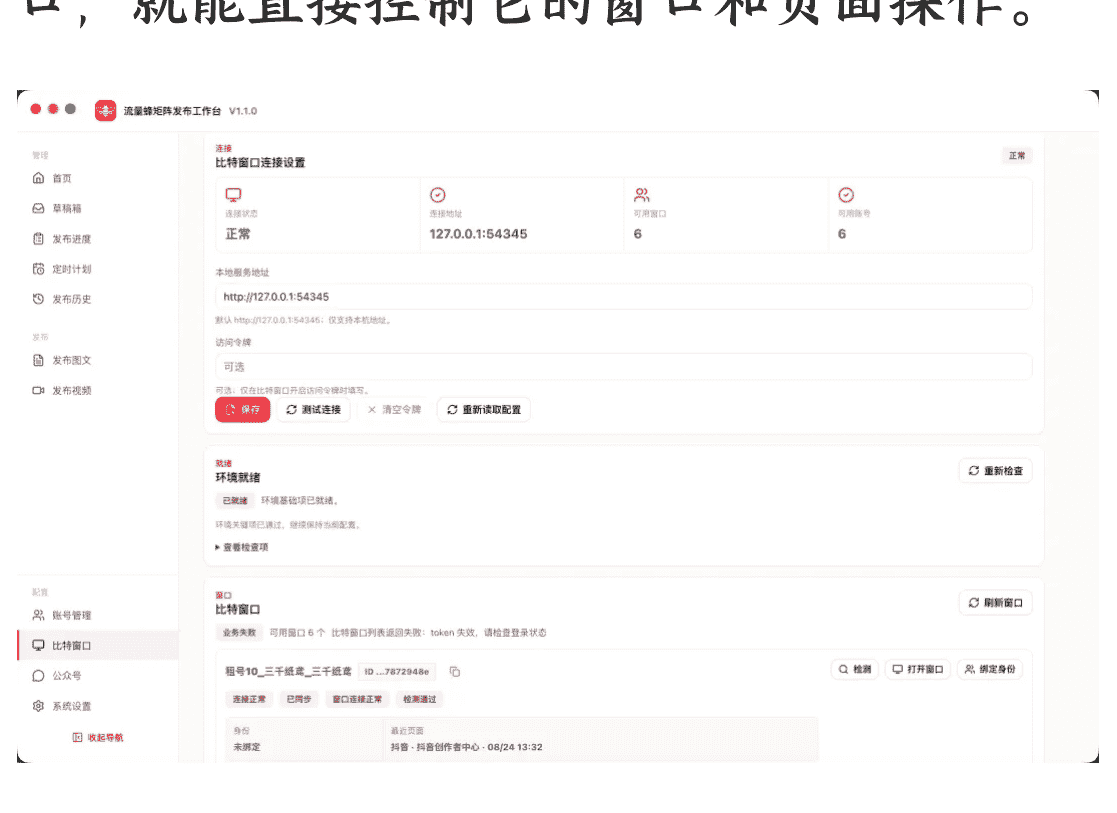 口，就能直接控制它的窗口和页面操作。
流量蜂矩阵发布工作台 V1.1.0
管理
首页
草稿箱
发布进度
定时计划
发布历史
发布
发布图文
发布视频
配置
账号管理
比特窗口
公众号
系统设置
收起导航
连接
比特窗口连接设置
正常
连接状态
正常
连接地址
127.0.0.1:54345
可用窗口
6
可用账号
6
本地服务地址
http://127.0.0.1:54345
默认 http://127.0.0.1:54345；仅支持本机地址。
访问令牌
可选
可选；仅在比特窗口开启访问令牌时填写。
保存
测试连接
清空令牌
重新读取配置
就绪
环境就绪
重新检查
已就绪 环境基础项已就绪。
环境关键项已通过，继续保持当前配置。
查看检查项
窗口
比特窗口
刷新窗口
业务失败 可用窗口 6 个 比特窗口列表返回失败：token 失效，请检查登录状态
租号10_三千纸鸢_三千纸鸢 ID ...7872948e
检测
打开窗口
绑定身份
连接正常 已同步 窗口连接正常 检测通过
身份
未绑定
最近页面
抖音 · 抖音创作者中心 · 08/24 13:32